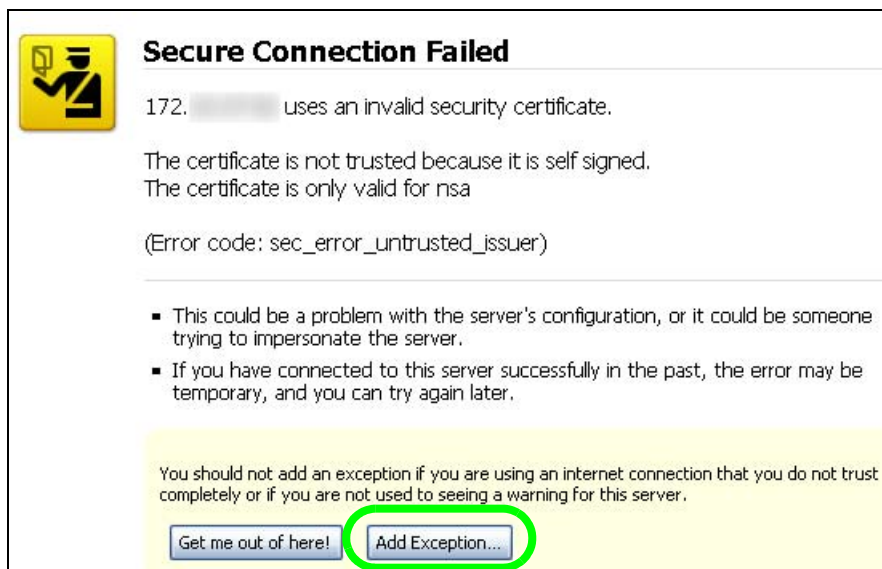 Secure Connection Failed
172. uses an invalid security certificate.
The certificate is not trusted because it is self signed.
The certificate is only valid for nsa
(Error code: sec_error_untrusted_issuer)
▪ This could be a problem with the server's configuration, or it could be someone
trying to impersonate the server.
▪ If you have connected to this server successfully in the past, the error may be
temporary, and you can try again later.
You should not add an exception if you are using an internet connection that you do not trust
completely or if you are not used to seeing a warning for this server.
Get me out of here! Add Exception...